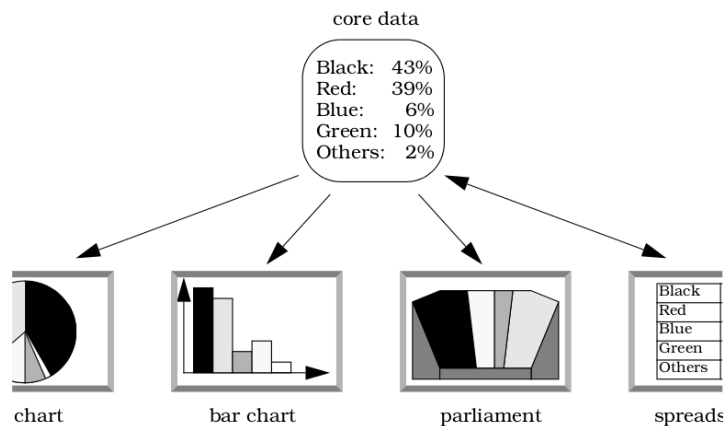 core data
Black: 43%
Red: 39%
Blue: 6%
Green: 10%
Others: 2%
Black
Red
Blue
Green
Others
chart
bar chart
parliament
spreads